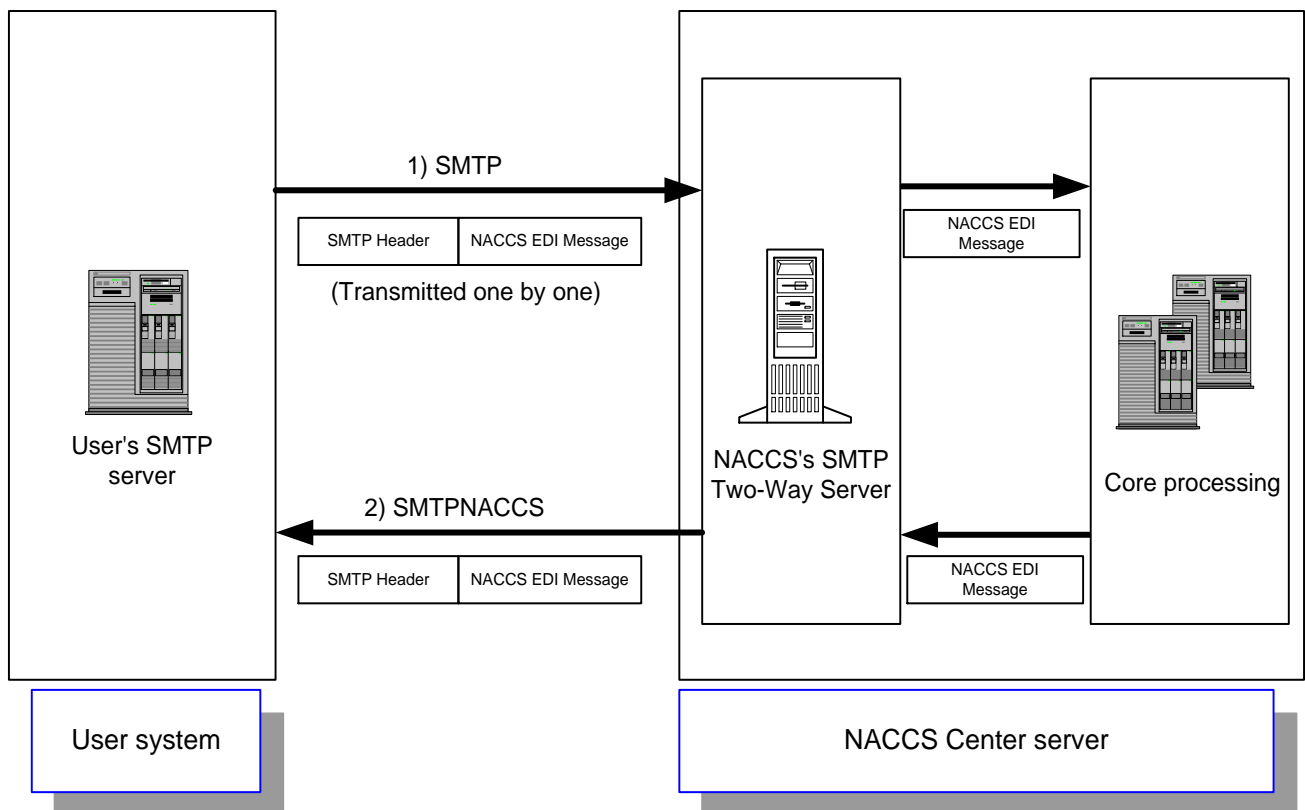 1) SMTP
SMTP Header
NACCS EDI Message
(Transmitted one by one)
NACCS EDI
Message
User's SMTP
server
NACCS's SMTP
Two-Way Server
Core processing
2) SMTPNACCS
SMTP Header
NACCS EDI Message
NACCS EDI
Message
User system
NACCS Center server